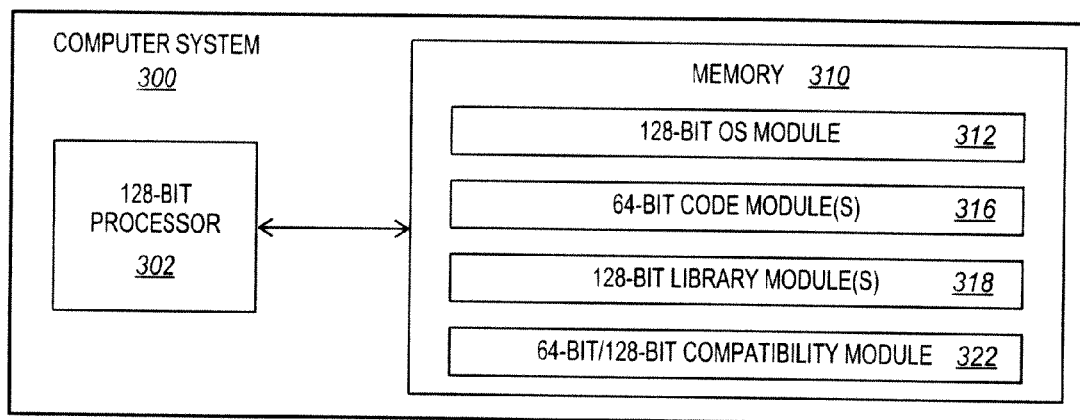 COMPUTER SYSTEM
300
128-BIT
PROCESSOR
302
MEMORY 310
128-BIT OS MODULE 312
64-BIT CODE MODULE(S) 316
128-BIT LIBRARY MODULE(S) 318
64-BIT/128-BIT COMPATIBILITY MODULE 322